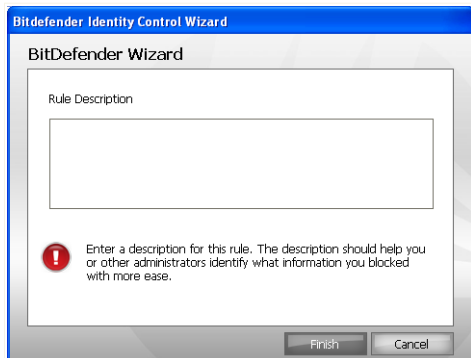 Bitdefender Identity Control Wizard
BitDefender Wizard
Rule Description
Enter a description for this rule. The description should help you
or other administrators identify what information you blocked
with more ease.
Finish
Cancel